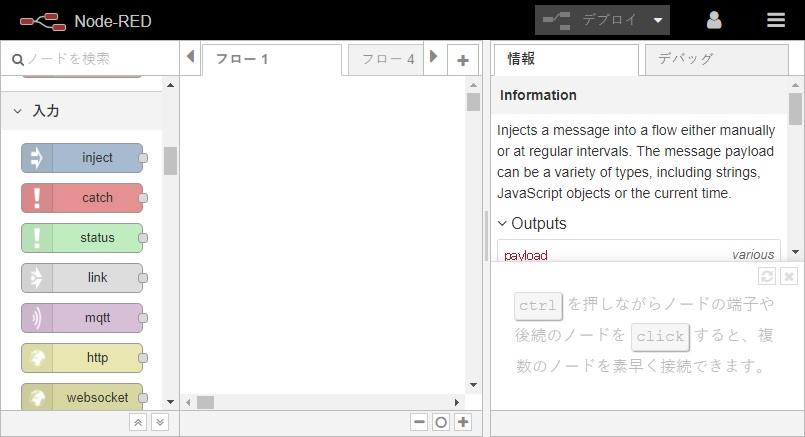 Node-RED
デプロイ
ノードを検索
フロー 1
フロー 4
情報
デバッグ
入力
inject
catch
status
link
mqtt
http
websocket
Information
Injects a message into a flow either manually
or at regular intervals. The message payload
can be a variety of types, including strings,
JavaScript objects or the current time.
Outputs
payload
various
ctrl を押しながらノードの端子や
後続のノードを click すると、複
数のノードを素早く接続できます。